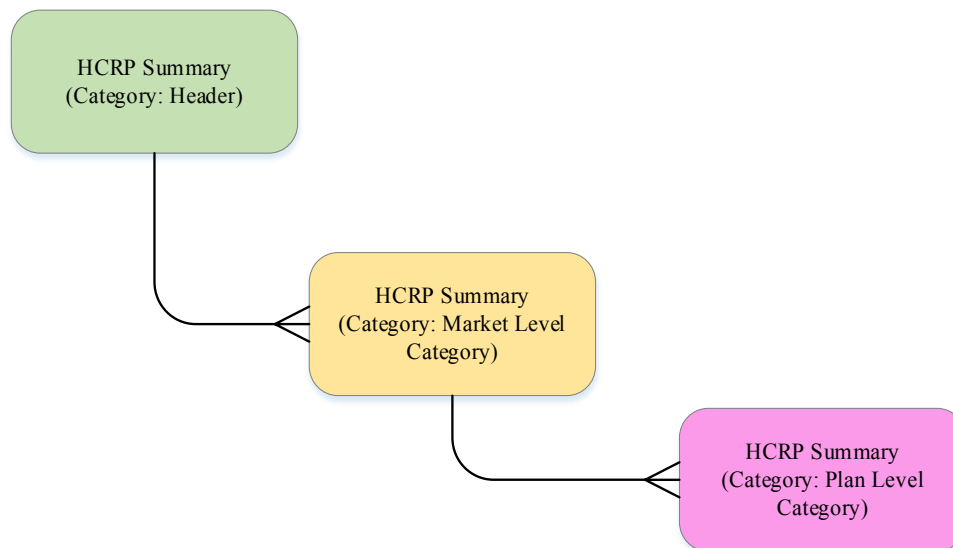 HCRP Summary
(Category: Header)
HCRP Summary
(Category: Market Level
Category)
HCRP Summary
(Category: Plan Level
Category)